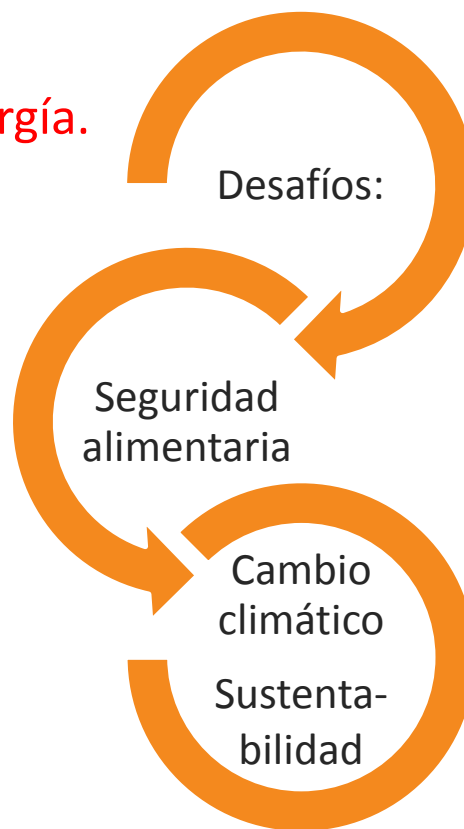 rgía.
Desafíos:
Seguridad
alimentaria
Cambio
climático
Sustenta-
bilidad